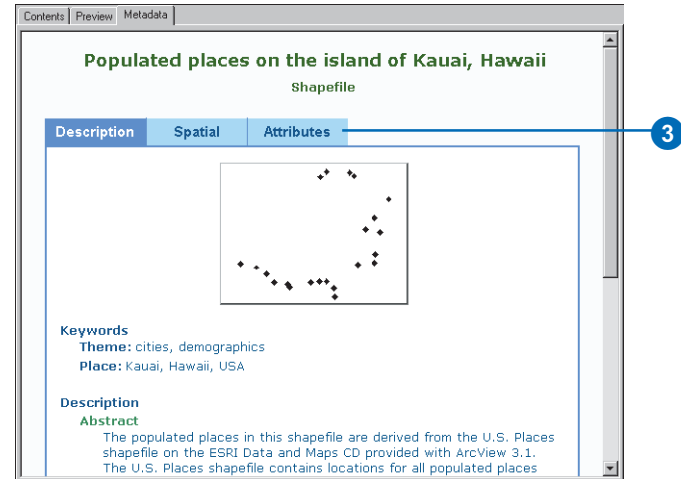 Contents Preview Metadata
Populated places on the island of Kauai, Hawaii
Shapefile
Description Spatial Attributes
3
Keywords
Theme: cities, demographics
Place: Kauai, Hawaii, USA
Description
Abstract
The populated places in this shapefile are derived from the U.S. Places
shapefile on the ESRI Data and Maps CD provided with ArcView 3.1.
The U.S. Places shapefile contains locations for all populated places